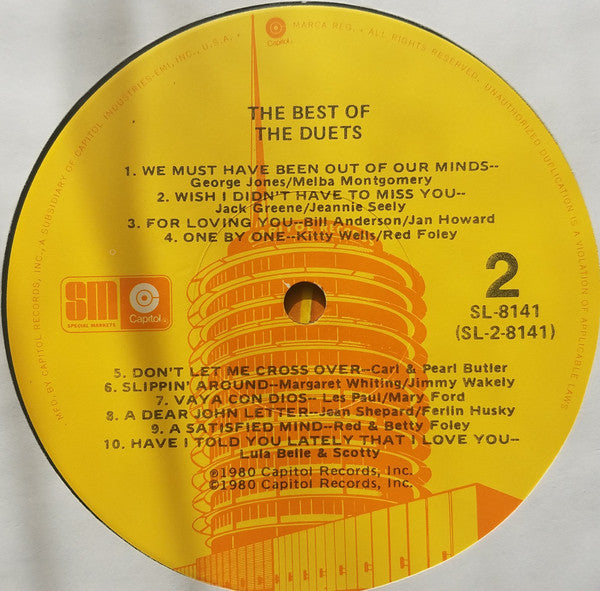 MFD. BY CAPITOL RECORDS, INC., A SUBSIDIARY OF CAPITOL INDUSTRIES-EMI, INC., U.S.A. •
Capitol
MARCA REG. • ALL RIGHTS RESERVED. UNAUTHORIZED DUPLICATION IS A VIOLATION OF APPLICABLE LAWS
THE BEST OF
THE DUETS
1. WE MUST HAVE BEEN OUT OF OUR MINDS--
George Jones/Melba Montgomery
2. WISH I DIDN'T HAVE TO MISS YOU--
Jack Greene/Jeannie Seely
3. FOR LOVING YOU--Bill Anderson/Jan Howard
4. ONE BY ONE--Kitty Wells/Red Foley
SM
SPECIAL MARKETS
Capitol
2
SL-8141
(SL-2-8141)
5. DON'T LET ME CROSS OVER--Carl & Pearl Butler
6. SLIPPIN' AROUND--Margaret Whiting/Jimmy Wakely
7. VAYA CON DIOS-- Les Paul/Mary Ford
8. A DEAR JOHN LETTER--Jean Shepard/Ferlin Husky
9. A SATISFIED MIND--Red & Betty Foley
10. HAVE I TOLD YOU LATELY THAT I LOVE YOU--
Lula Belle & Scotty
℗1980 Capitol Records, Inc.
©1980 Capitol Records, Inc.